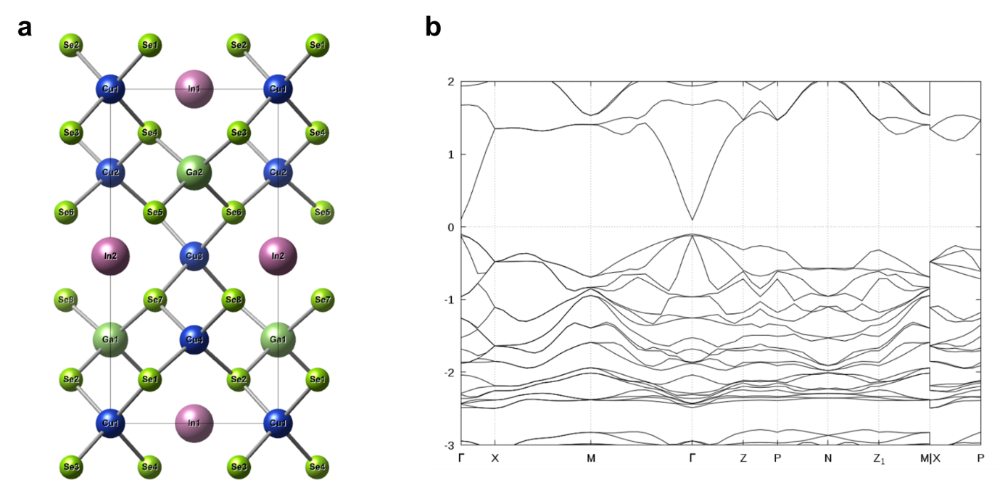 a
Se2 Se1 Se2 Se1
Cu1 In1 Cu1
Se3 Se4 Se3 Se4
Cu2 Ga2 Cu2
Se6 Se5 Se6 Se5
In2 Cu3 In2
Se8 Se7 Se8 Se7
Ga1 Cu4 Ga1
Se2 Se1 Se2 Se1
Cu1 In1 Cu1
Se3 Se4 Se3 Se4
b
2
1
0
-1
-2
-3
Γ X M Γ Z P N Z1 M|X P